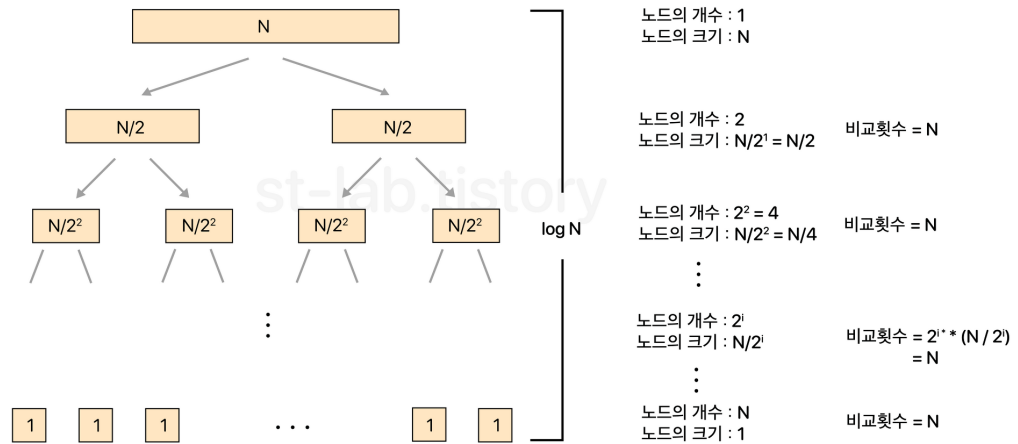 N
노드의 개수 : 1
노드의 크기 : N
N/2 N/2
노드의 개수 : 2
노드의 크기 : N/2¹ = N/2
비교횟수 = N
st-lab.tistory
N/2² N/2² N/2² N/2²
노드의 개수 : 2² = 4
노드의 크기 : N/2² = N/4
비교횟수 = N
log N
⋮
⋮
노드의 개수 : 2ⁱ
노드의 크기 : N/2ⁱ
비교횟수 = 2ⁱ* * (N / 2ⁱ)
= N
⋮
1 1 1 ... 1 1
노드의 개수 : N
노드의 크기 : 1
비교횟수 = N